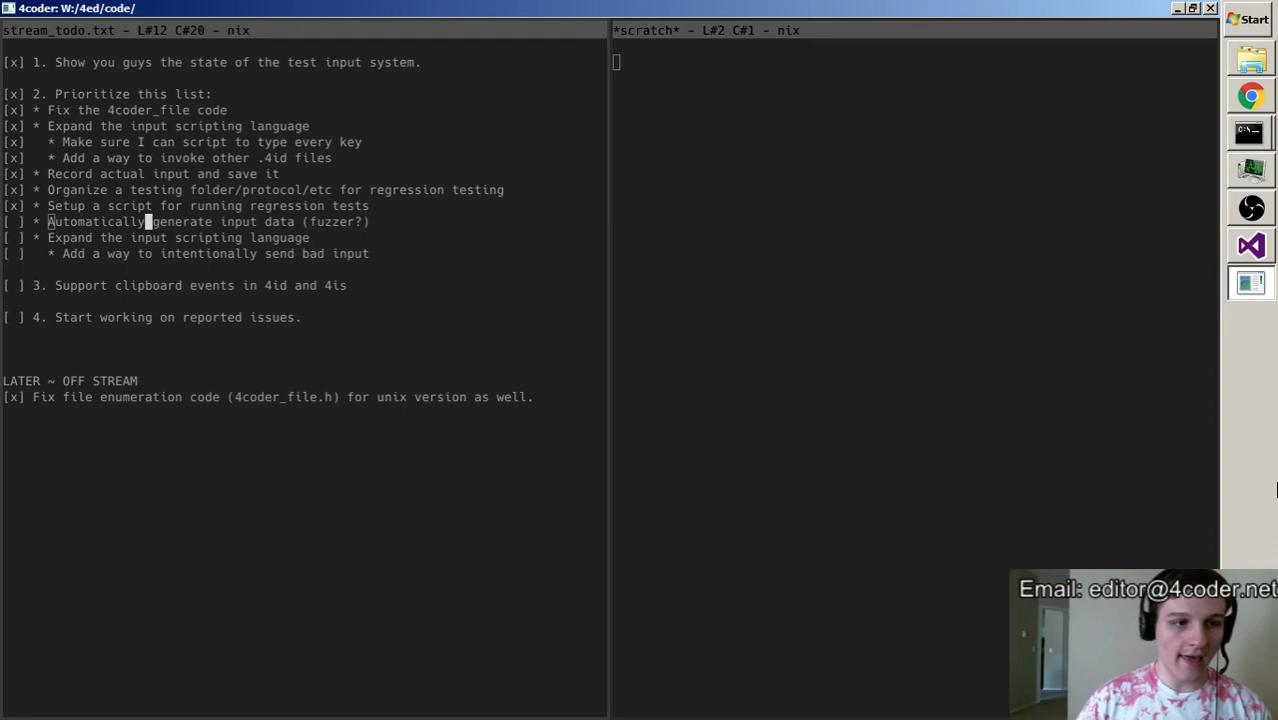 4coder: W:/4ed/code/
stream_todo.txt - L#12 C#20 - nix
*scratch* - L#2 C#1 - nix
Start
[x] 1. Show you guys the state of the test input system.
[x] 2. Prioritize this list:
[x] * Fix the 4coder_file code
[x] * Expand the input scripting language
[x]   * Make sure I can script to type every key
[x]   * Add a way to invoke other .4id files
[x] * Record actual input and save it
[x] * Organize a testing folder/protocol/etc for regression testing
[x] * Setup a script for running regression tests
[ ] * Automatically generate input data (fuzzer?)
[ ] * Expand the input scripting language
[ ]   * Add a way to intentionally send bad input
[ ] 3. Support clipboard events in 4id and 4is
[ ] 4. Start working on reported issues.
LATER ~ OFF STREAM
[x] Fix file enumeration code (4coder_file.h) for unix version as well.
Email: editor@4coder.net